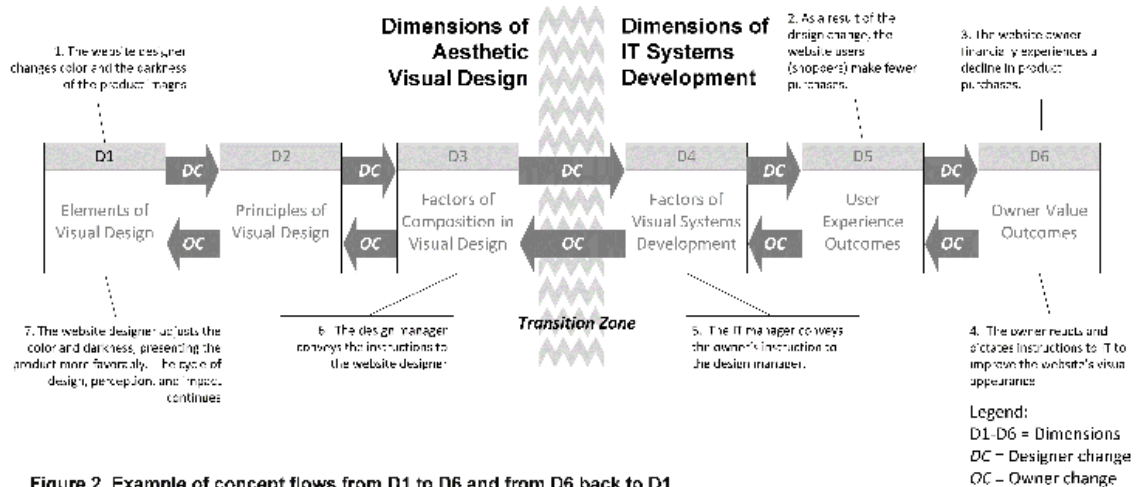 Dimensions of
Aesthetic
Visual Design
Dimensions of
IT Systems
Development
1. The website designer
changes color and the darkness
of the product images
2. As a result of the
design change, the
website users
(shoppers) make fewer
purchases.
3. The website owner
financially experiences a
decline in product
purchases.
D1
D2
D3
D4
D5
D6
DC
DC
DC
DC
DC
Elements of
Visual Design
Principles of
Visual Design
Factors of
Composition in
Visual Design
Factors of
Visual Systems
Development
User
Experience
Outcomes
Owner Value
Outcomes
OC
OC
OC
OC
OC
Transition Zone
7. The website designer adjusts the
color and darkness, presenting the
product more favorably. The cycle of
design, perception, and impact
continues
6. The design manager
conveys the instructions to
the website designer
5. The IT manager conveys
the owner's instruction to
the design manager.
4. The owner reacts and
dictates instructions to IT to
improve the website's visual
appearance
Legend:
D1-D6 = Dimensions
DC = Designer change
OC = Owner change
Figure 2. Example of concept flows from D1 to D6 and from D6 back to D1